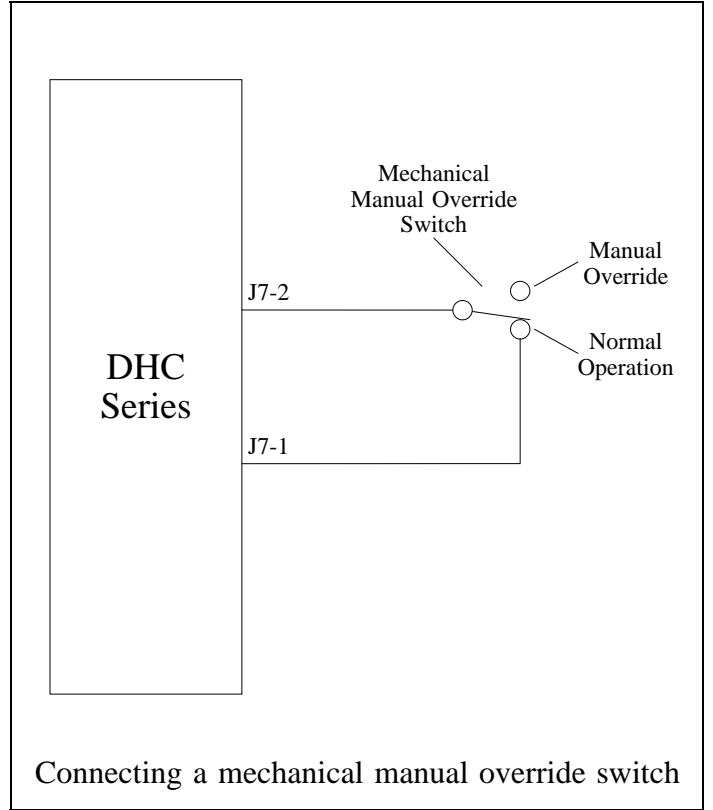 Mechanical
Manual Override
Switch
Manual
Override
J7-2
Normal
Operation
DHC
Series
J7-1
Connecting a mechanical manual override switch